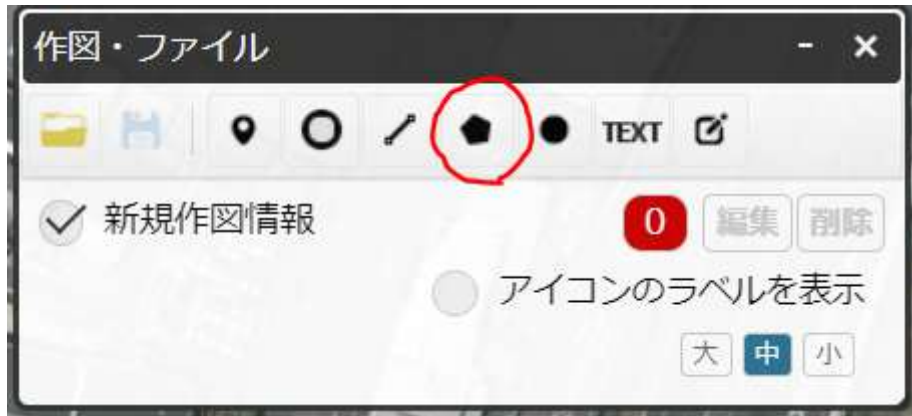 作図・ファイル
TEXT
新規作図情報 0 編集 削除
アイコンのラベルを表示
大 中 小